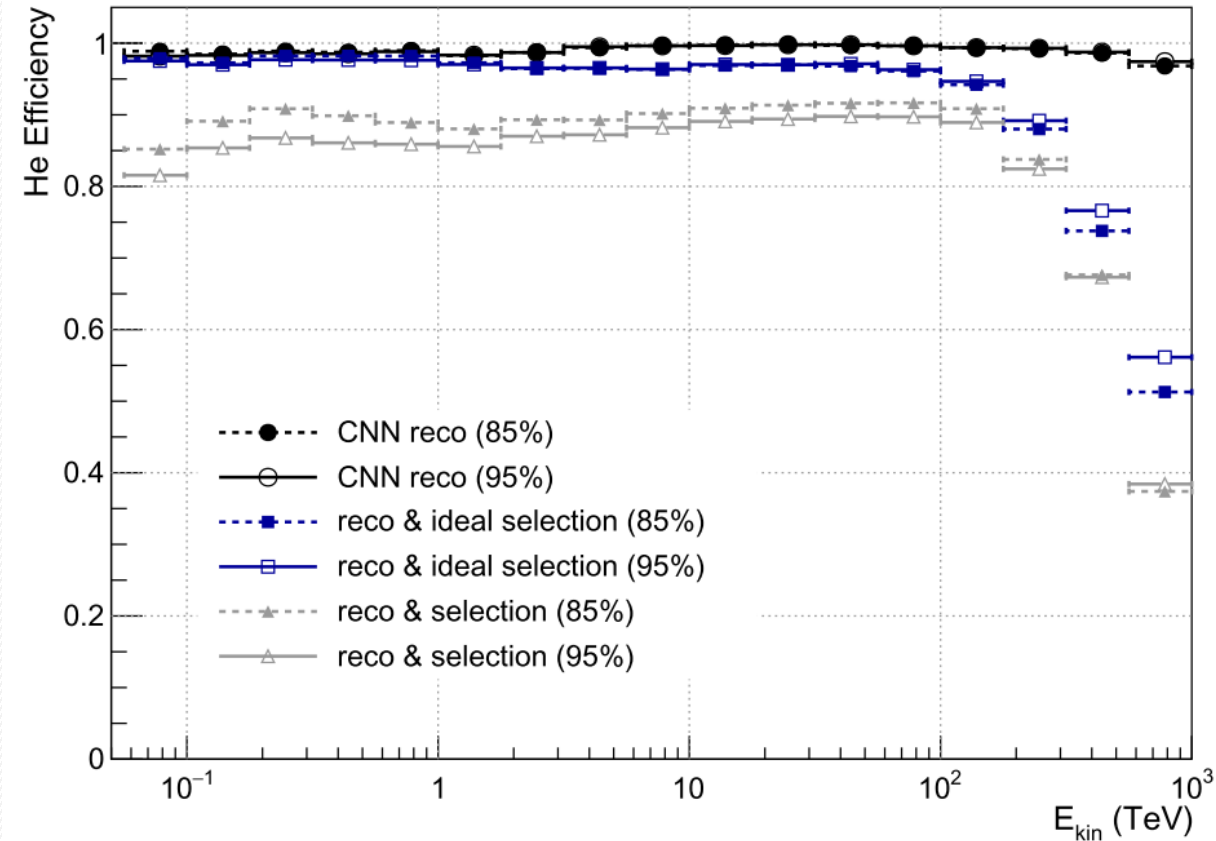 He Efficiency
1
0.8
0.6
0.4
0.2
0
CNN reco (85%)
CNN reco (95%)
reco & ideal selection (85%)
reco & ideal selection (95%)
reco & selection (85%)
reco & selection (95%)
10⁻¹ 1 10 10² 10³
E_kin (TeV)